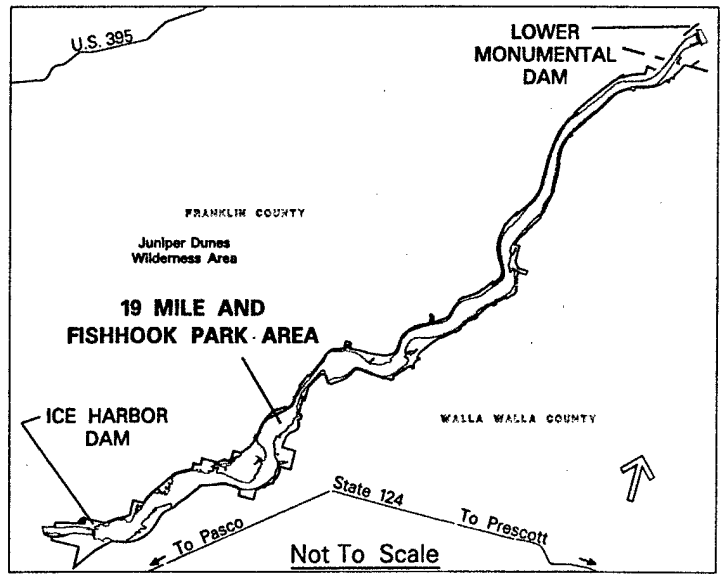 U.S. 395
LOWER
MONUMENTAL
DAM
FRANKLIN COUNTY
Juniper Dunes
Wilderness Area
19 MILE AND
FISHHOOK PARK AREA
ICE HARBOR
DAM
WALLA WALLA COUNTY
State 124
To Pasco
To Prescott
Not To Scale